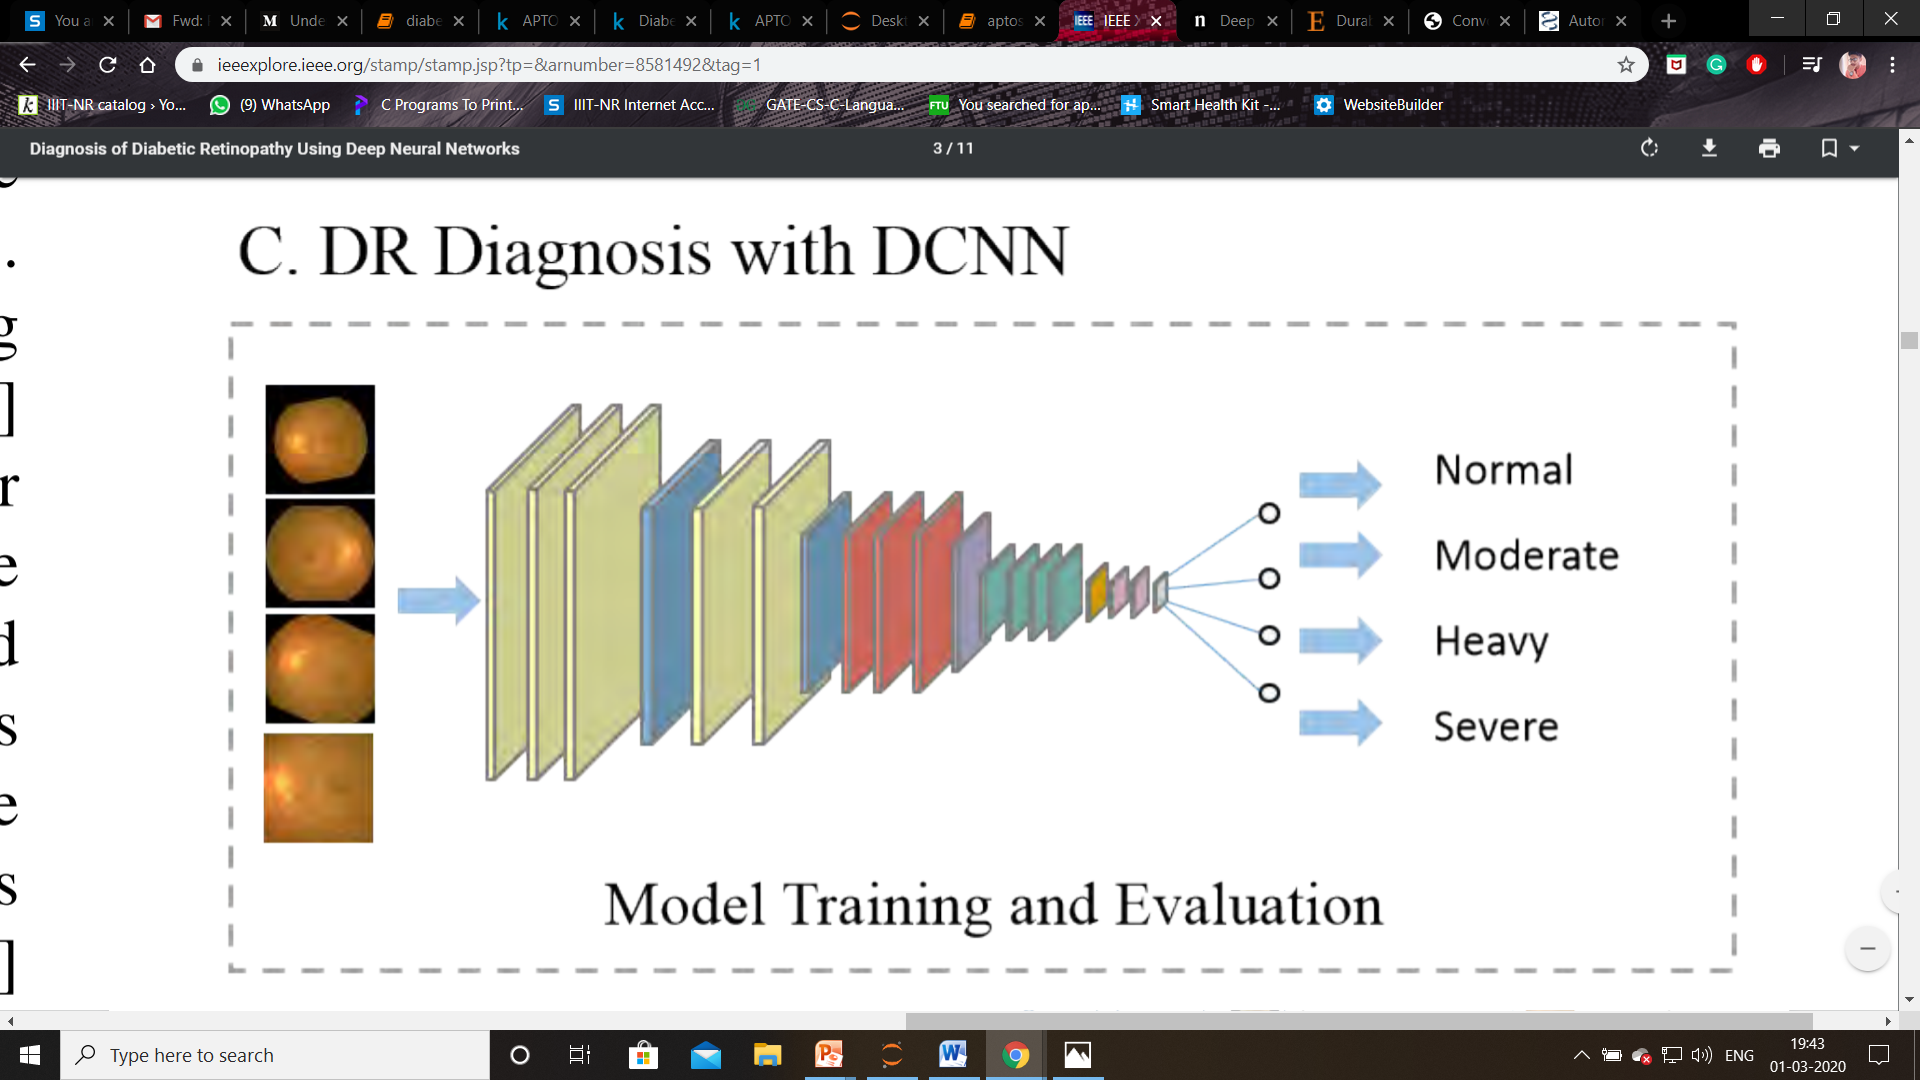 You a
Fwd:
Unde
diabe
APTO
Diabe
APTO
Desk
aptos
IEEE X
Deep
Dura
Conv
Autor
ieeexplore.ieee.org/stamp/stamp.jsp?tp=&arnumber=8581492&tag=1
IIIT-NR catalog › Yo...
(9) WhatsApp
C Programs To Print...
IIIT-NR Internet Acc...
GATE-CS-C-Langua...
FTU You searched for ap...
Smart Health Kit -...
WebsiteBuilder
Diagnosis of Diabetic Retinopathy Using Deep Neural Networks
3 / 11
C. DR Diagnosis with DCNN
Normal
Moderate
Heavy
Severe
Model Training and Evaluation
Type here to search
ENG
19:43
01-03-2020